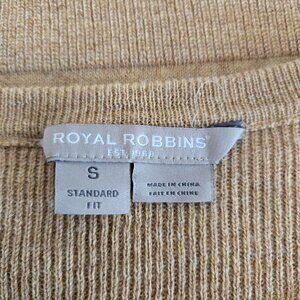 ROYAL ROBBINS®
EST. 1968
S
STANDARD
FIT
MADE IN CHINA
FAIT EN CHINE